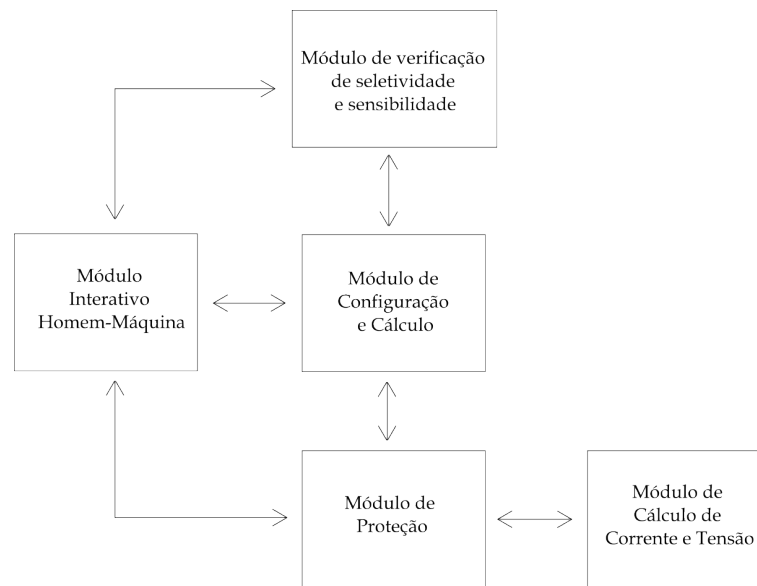 Módulo de verificação
de seletividade
e sensibilidade
Módulo
Interativo
Homem-Máquina
Módulo de
Configuração
e Cálculo
Módulo de
Proteção
Módulo de
Cálculo de
Corrente e Tensão